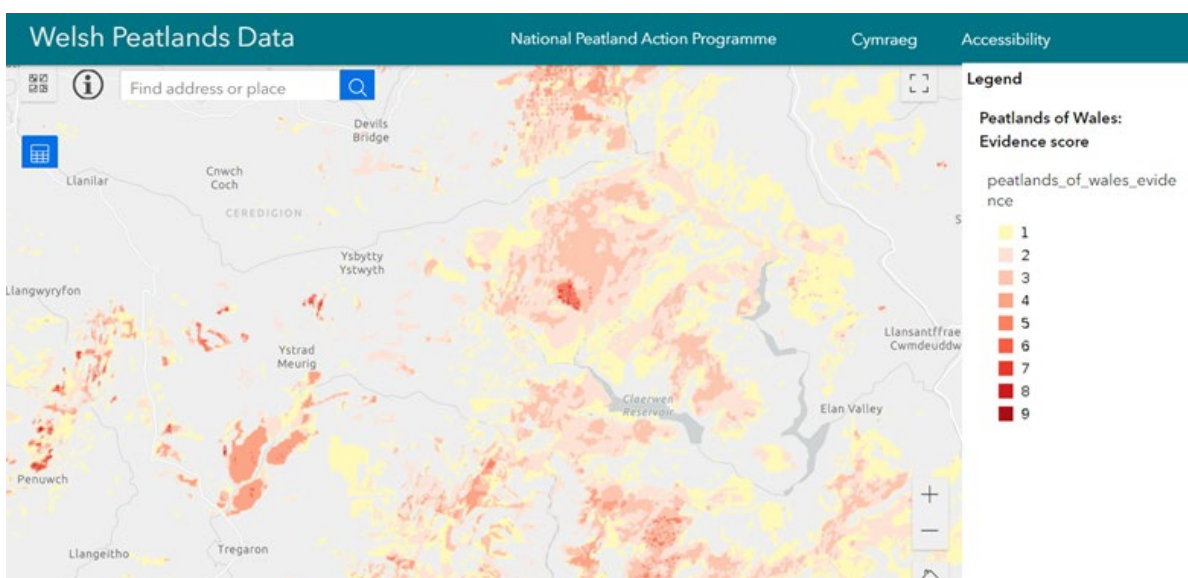 Welsh Peatlands Data
National Peatland Action Programme
Cymraeg
Accessibility
Find address or place
Legend
Peatlands of Wales:
Evidence score
peatlands_of_wales_evide
nce
1
2
3
4
5
6
7
8
9
Devils
Bridge
Llanilar
Cnwch
Coch
CEREDIGION
Ysbytty
Ystwyth
Llangwyryfon
Ystrad
Meurig
Llansantffrae
Cwmdeuddw
Claerwen
Reservoir
Elan Valley
Penuwch
Llangeitho
Tregaron
+
−